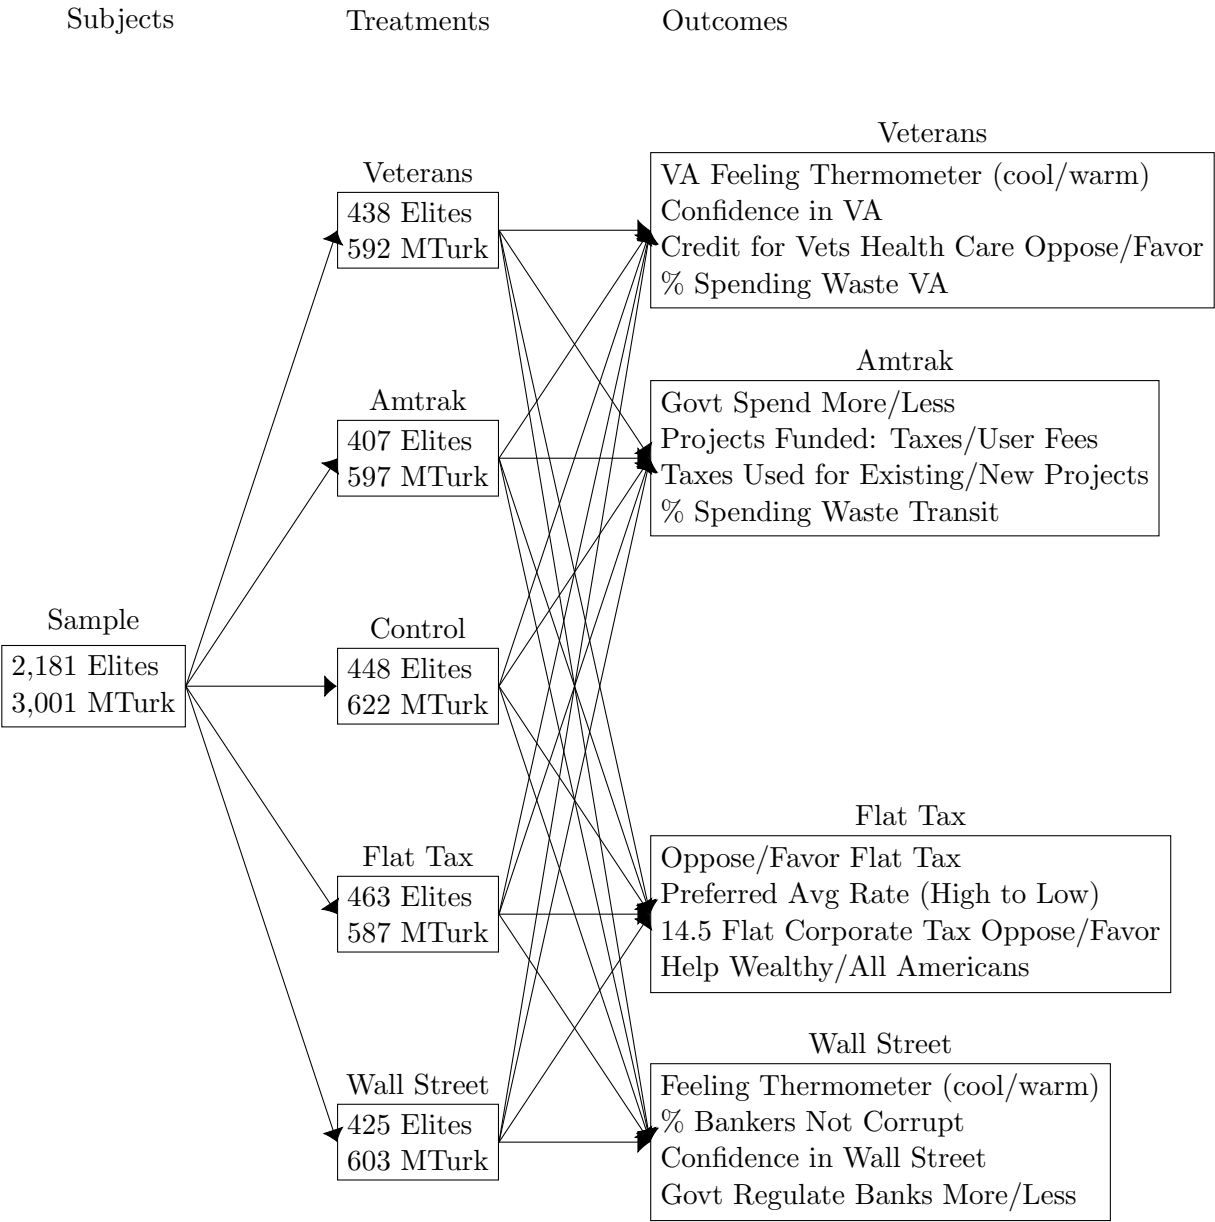 Subjects
Treatments
Outcomes
Sample
2,181 Elites
3,001 MTurk
Veterans
438 Elites
592 MTurk
Amtrak
407 Elites
597 MTurk
Control
448 Elites
622 MTurk
Flat Tax
463 Elites
587 MTurk
Wall Street
425 Elites
603 MTurk
Veterans
VA Feeling Thermometer (cool/warm)
Confidence in VA
Credit for Vets Health Care Oppose/Favor
% Spending Waste VA
Amtrak
Govt Spend More/Less
Projects Funded: Taxes/User Fees
Taxes Used for Existing/New Projects
% Spending Waste Transit
Flat Tax
Oppose/Favor Flat Tax
Preferred Avg Rate (High to Low)
14.5 Flat Corporate Tax Oppose/Favor
Help Wealthy/All Americans
Wall Street
Feeling Thermometer (cool/warm)
% Bankers Not Corrupt
Confidence in Wall Street
Govt Regulate Banks More/Less